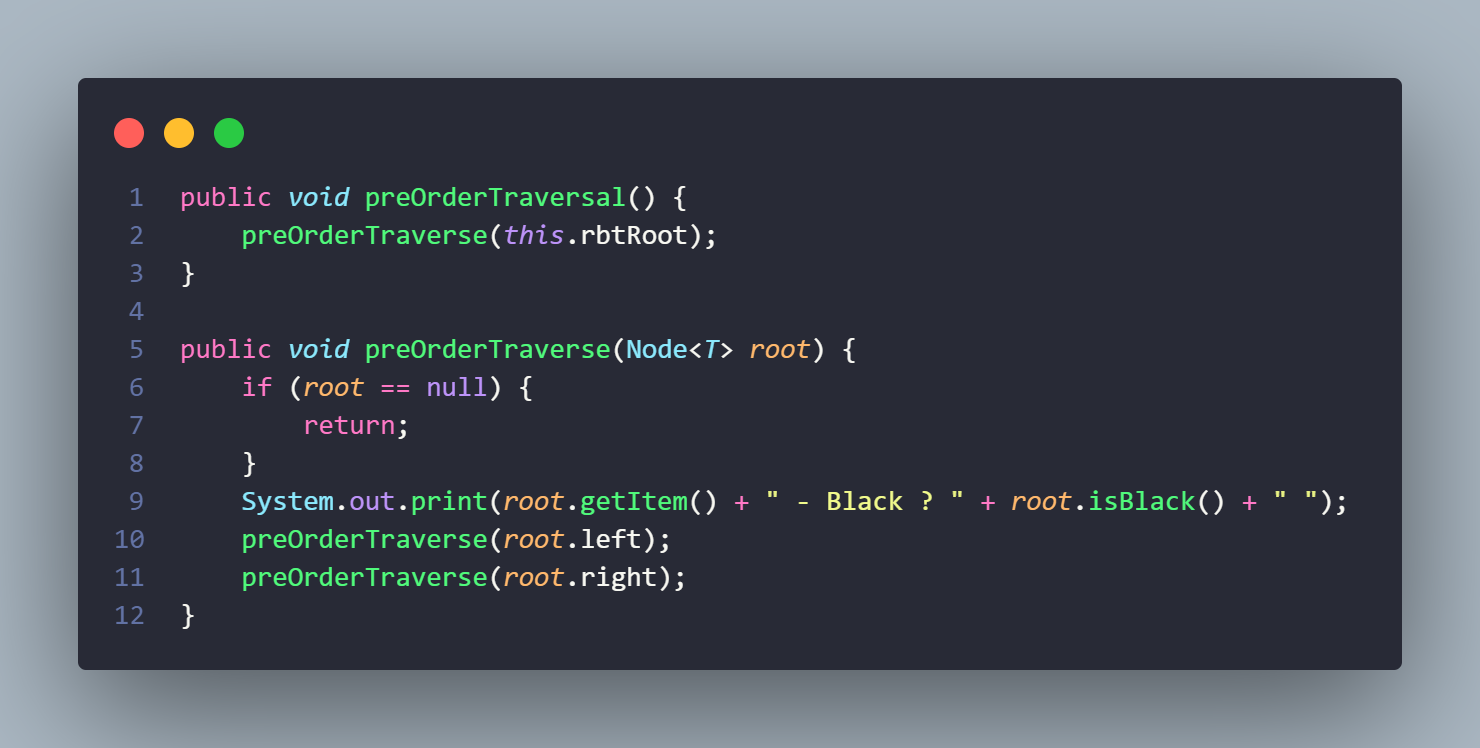 1 public void preOrderTraversal() {
2     preOrderTraverse(this.rbtRoot);
3 }
4
5 public void preOrderTraverse(Node<T> root) {
6     if (root == null) {
7         return;
8     }
9     System.out.print(root.getItem() + " - Black ? " + root.isBlack() + " ");
10     preOrderTraverse(root.left);
11     preOrderTraverse(root.right);
12 }